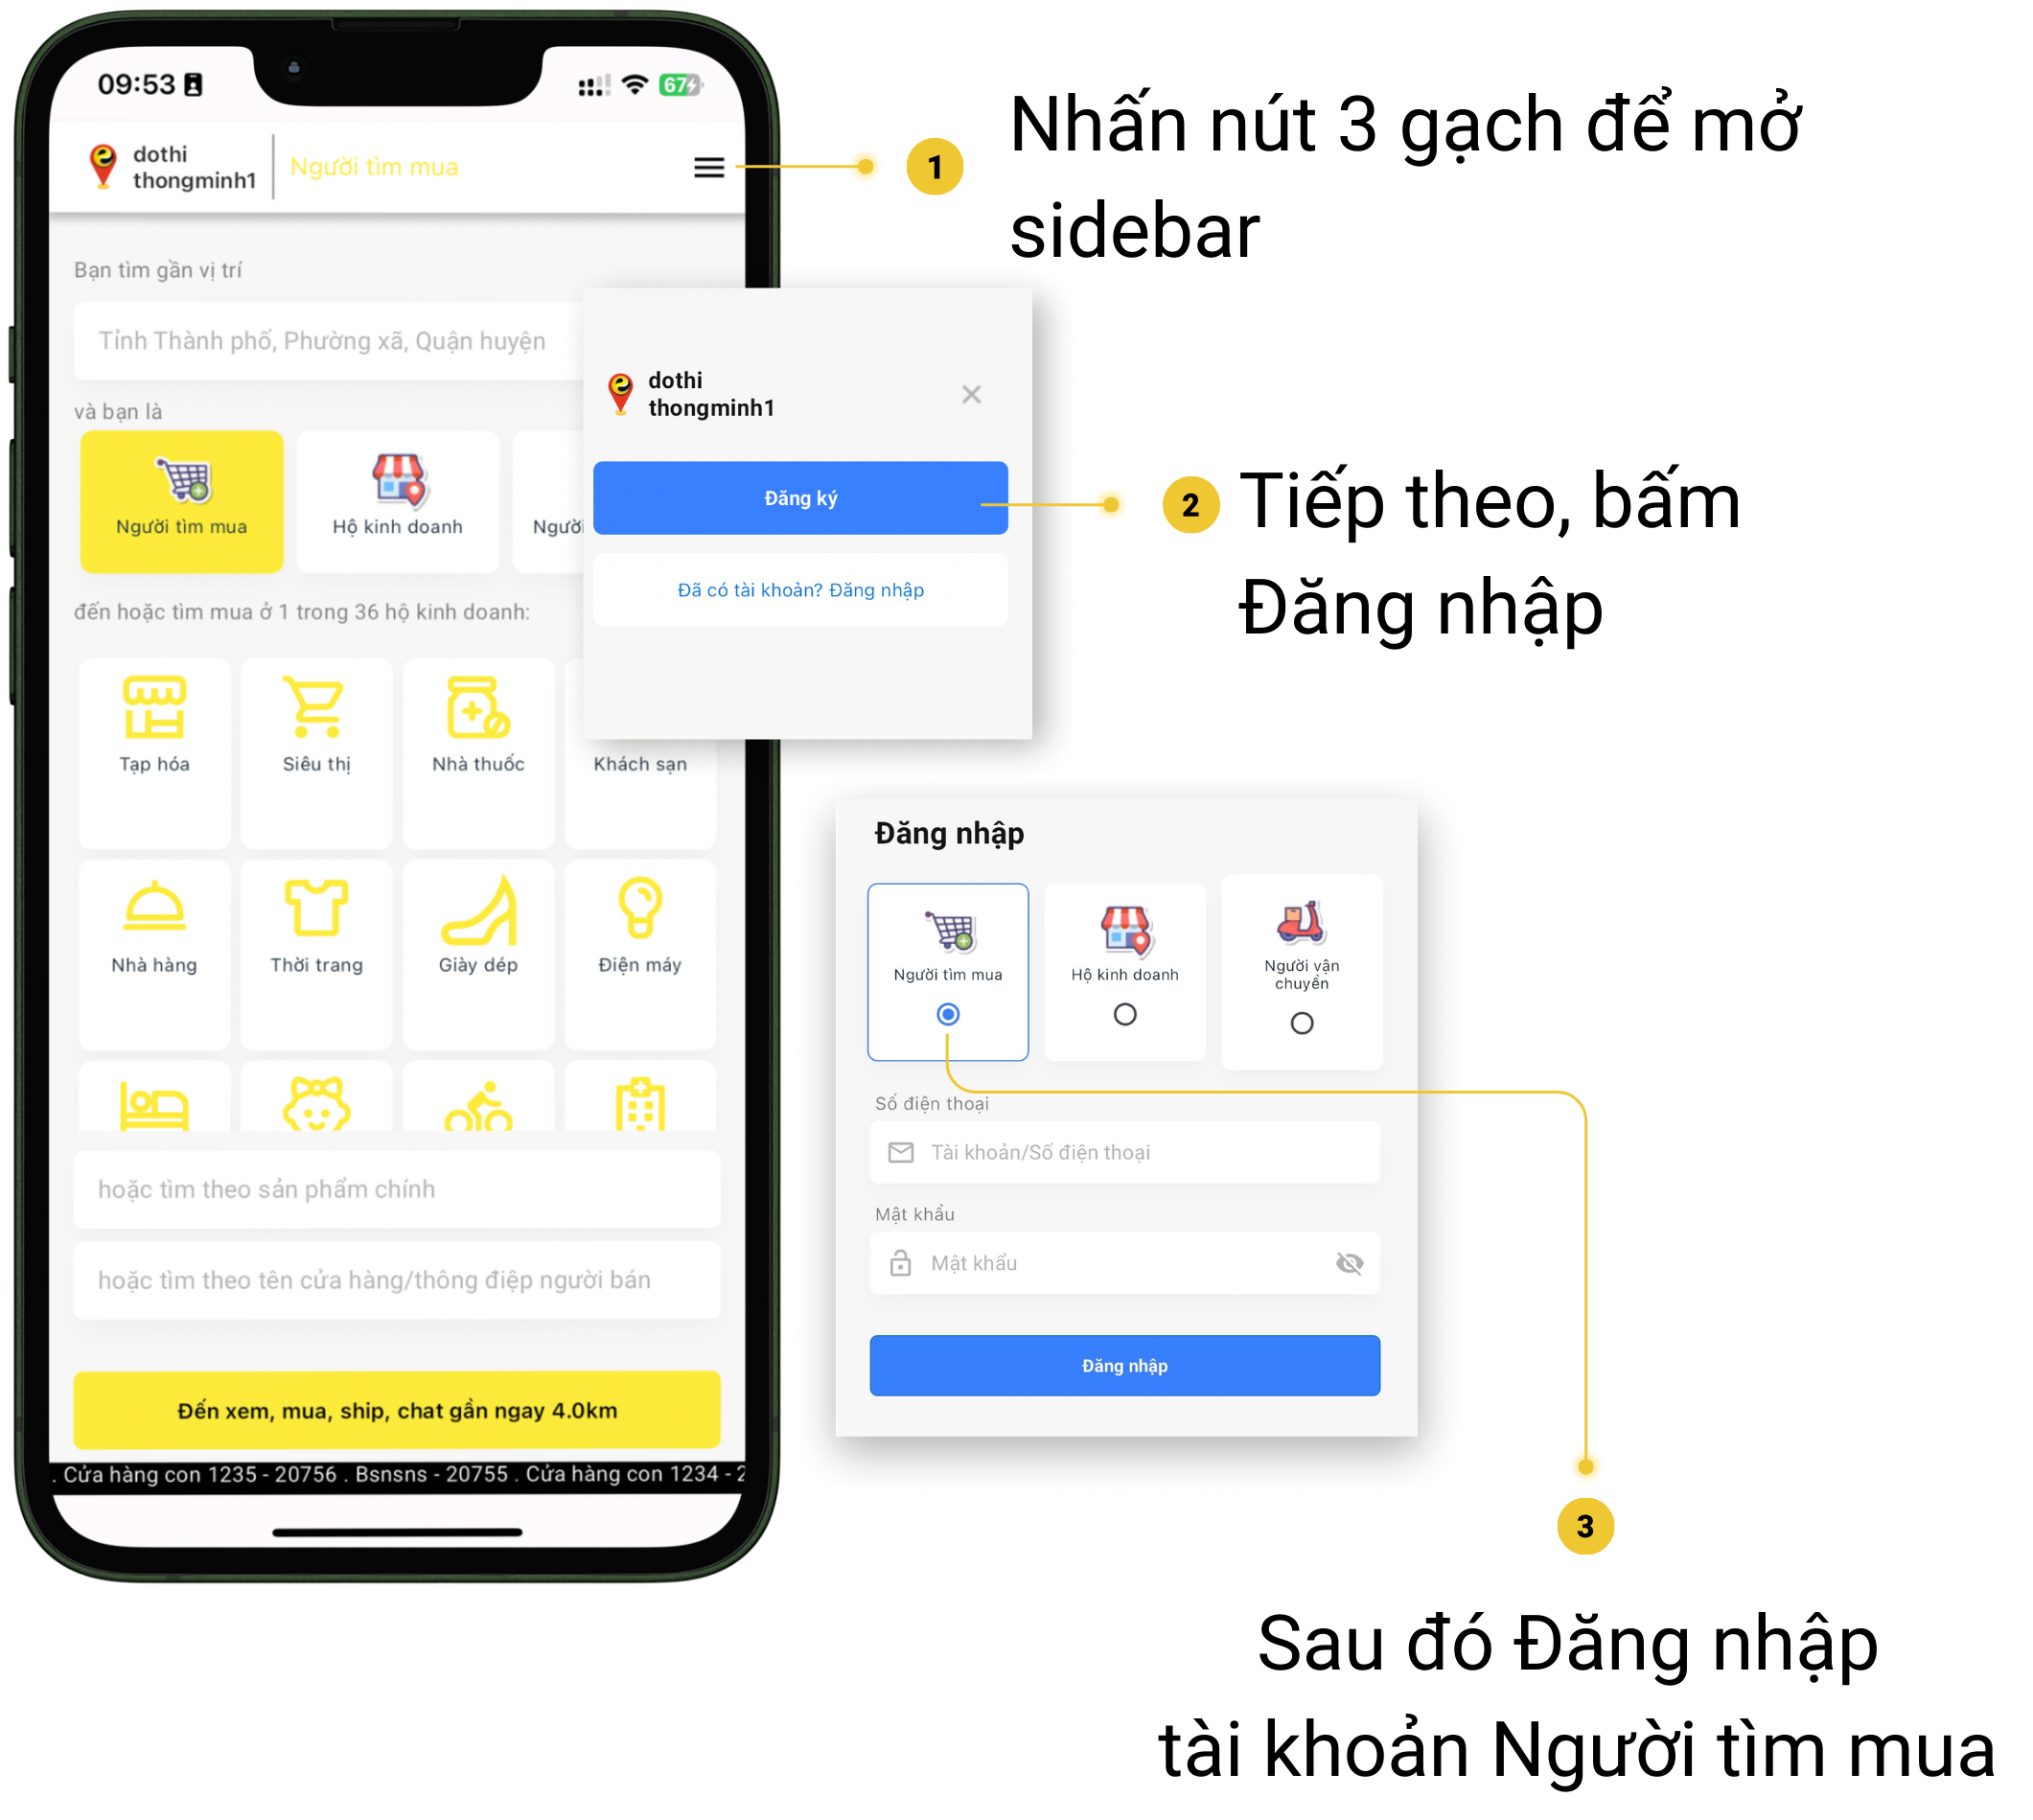 09:53
67
dothi
thongminh1
Người tìm mua
1
Nhấn nút 3 gạch để mở
sidebar
Bạn tìm gần vị trí
Tỉnh Thành phố, Phường xã, Quận huyện
và bạn là
Người tìm mua
Hộ kinh doanh
Người
đến hoặc tìm mua ở 1 trong 36 hộ kinh doanh:
Tạp hóa
Siêu thị
Nhà thuốc
Khách sạn
Nhà hàng
Thời trang
Giày dép
Điện máy
hoặc tìm theo sản phẩm chính
hoặc tìm theo tên cửa hàng/thông điệp người bán
Đến xem, mua, ship, chat gần ngay 4.0km
. Cửa hàng con 1235 - 20756 . Bsnsns - 20755 . Cửa hàng con 1234 - 2
dothi
thongminh1
Đăng ký
Đã có tài khoản? Đăng nhập
2
Tiếp theo, bấm
Đăng nhập
Đăng nhập
Người tìm mua
Hộ kinh doanh
Người vận
chuyển
Số điện thoại
Tài khoản/Số điện thoại
Mật khẩu
Mật khẩu
Đăng nhập
3
Sau đó Đăng nhập
tài khoản Người tìm mua